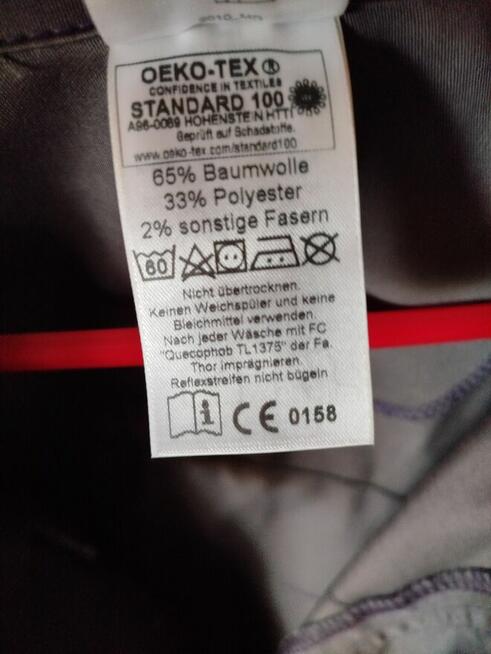 OEKO-TEX®
CONFIDENCE IN TEXTILES
STANDARD 100
A96-0069 HOHENSTEIN HTTI
Geprüft auf Schadstoffe.
www.oeko-tex.com/standard100
65% Baumwolle
33% Polyester
2% sonstige Fasern
60
Nicht übertrocknen.
Keinen Weichspüler und keine
Bleichmittel verwenden.
Nach jeder Wäsche mit FC
"Quecophob TL1375" der Fa.
Thor imprägnieren.
Reflexstreifen nicht bügeln
i CE 0158